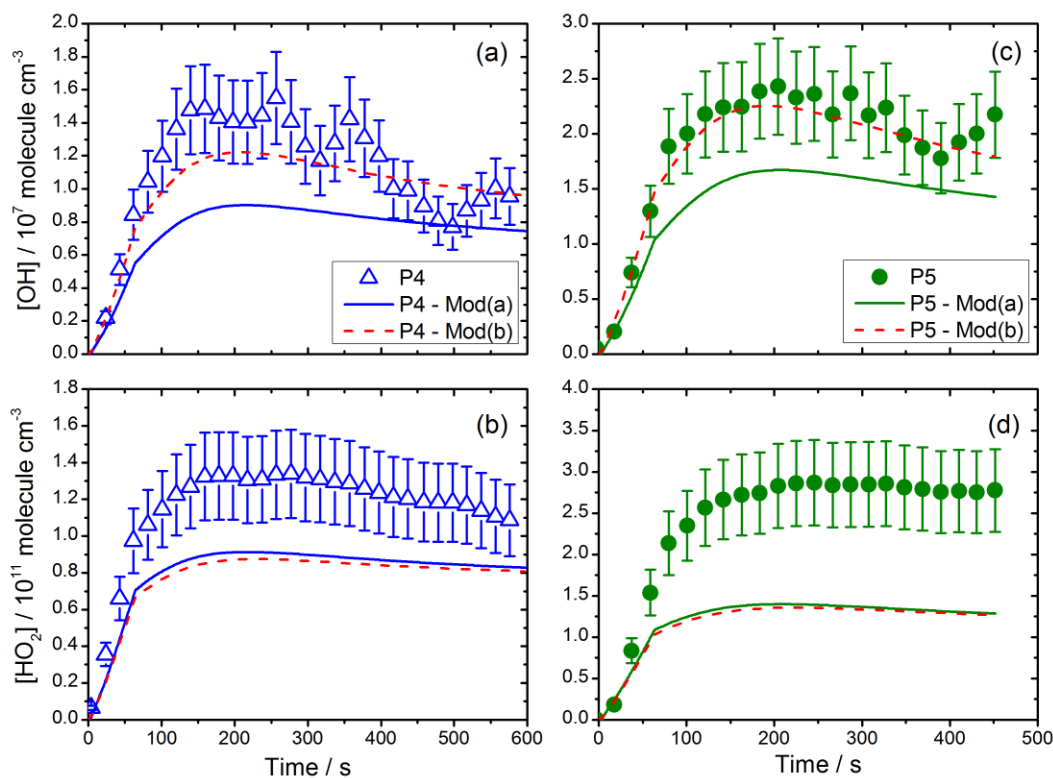 2.0
1.8
1.6
1.4
1.2
1.0
0.8
0.6
0.4
0.2
0.0
[OH] / 10⁷ molecule cm⁻³
(a)
P4
P4 - Mod(a)
P4 - Mod(b)
3.0
2.5
2.0
1.5
1.0
0.5
0.0
(c)
P5
P5 - Mod(a)
P5 - Mod(b)
1.8
1.6
1.4
1.2
1.0
0.8
0.6
0.4
0.2
0.0
[HO₂] / 10¹¹ molecule cm⁻³
(b)
0 100 200 300 400 500 600
Time / s
4.0
3.5
3.0
2.5
2.0
1.5
1.0
0.5
0.0
(d)
0 100 200 300 400 500
Time / s